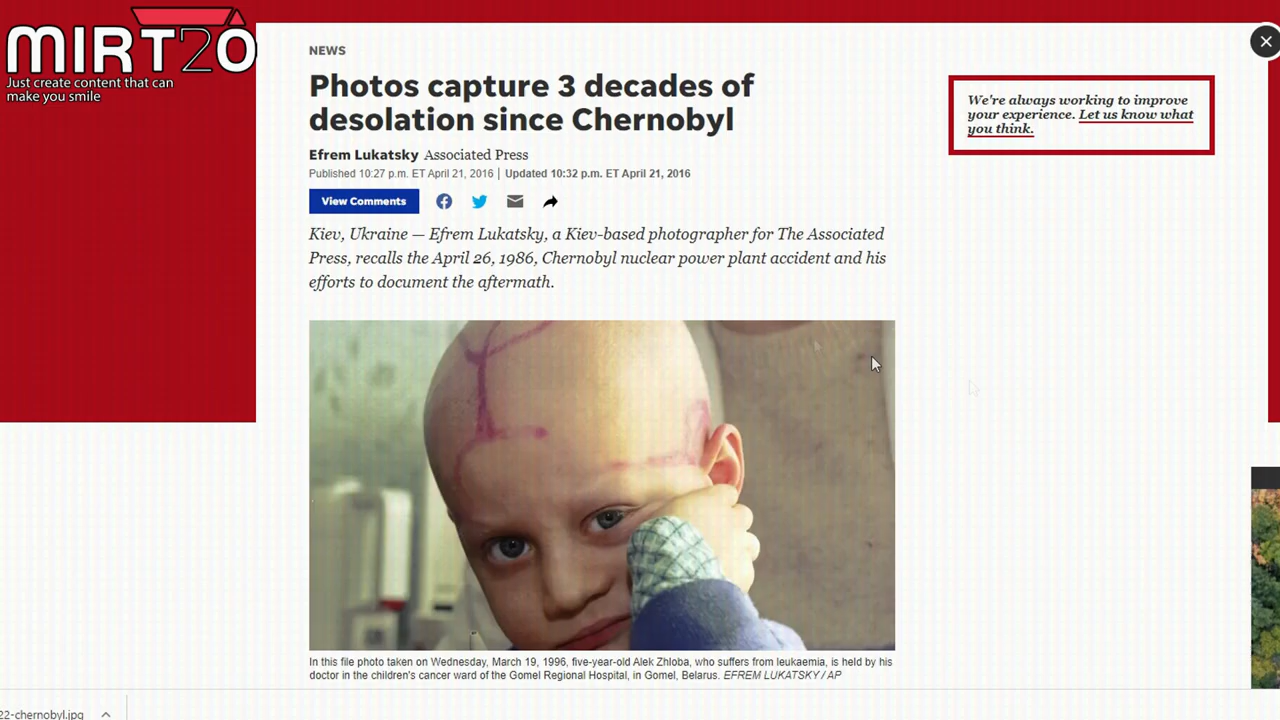 MIRT20
Just create content that can
make you smile
NEWS
Photos capture 3 decades of
desolation since Chernobyl
Efrem Lukatsky Associated Press
Published 10:27 p.m. ET April 21, 2016 | Updated 10:32 p.m. ET April 21, 2016
View Comments
Kiev, Ukraine — Efrem Lukatsky, a Kiev-based photographer for The Associated
Press, recalls the April 26, 1986, Chernobyl nuclear power plant accident and his
efforts to document the aftermath.
We're always working to improve
your experience. Let us know what
you think.
In this file photo taken on Wednesday, March 19, 1996, five-year-old Alek Zhloba, who suffers from leukaemia, is held by his
doctor in the children's cancer ward of the Gomel Regional Hospital, in Gomel, Belarus. EFREM LUKATSKY / AP
22-chernobyl.jpg